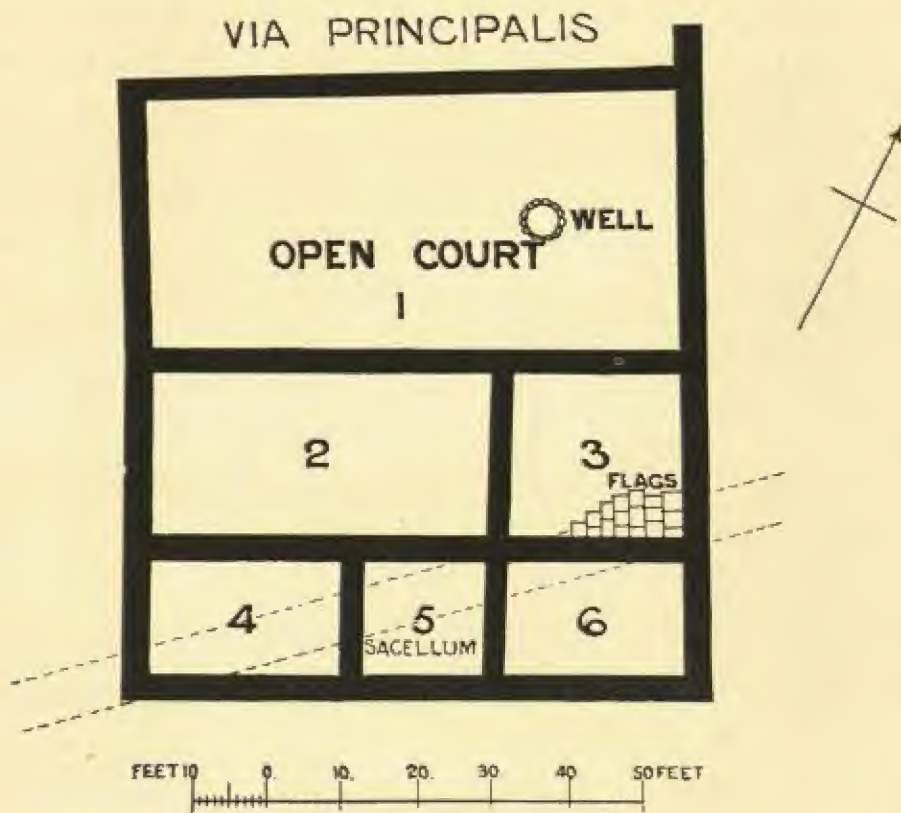 VIA PRINCIPALIS
WELL
OPEN COURT
1
2
3
FLAGS
4
5
6
SACELLUM
FEET 10 0. 10. 20. 30 40 50 FEET